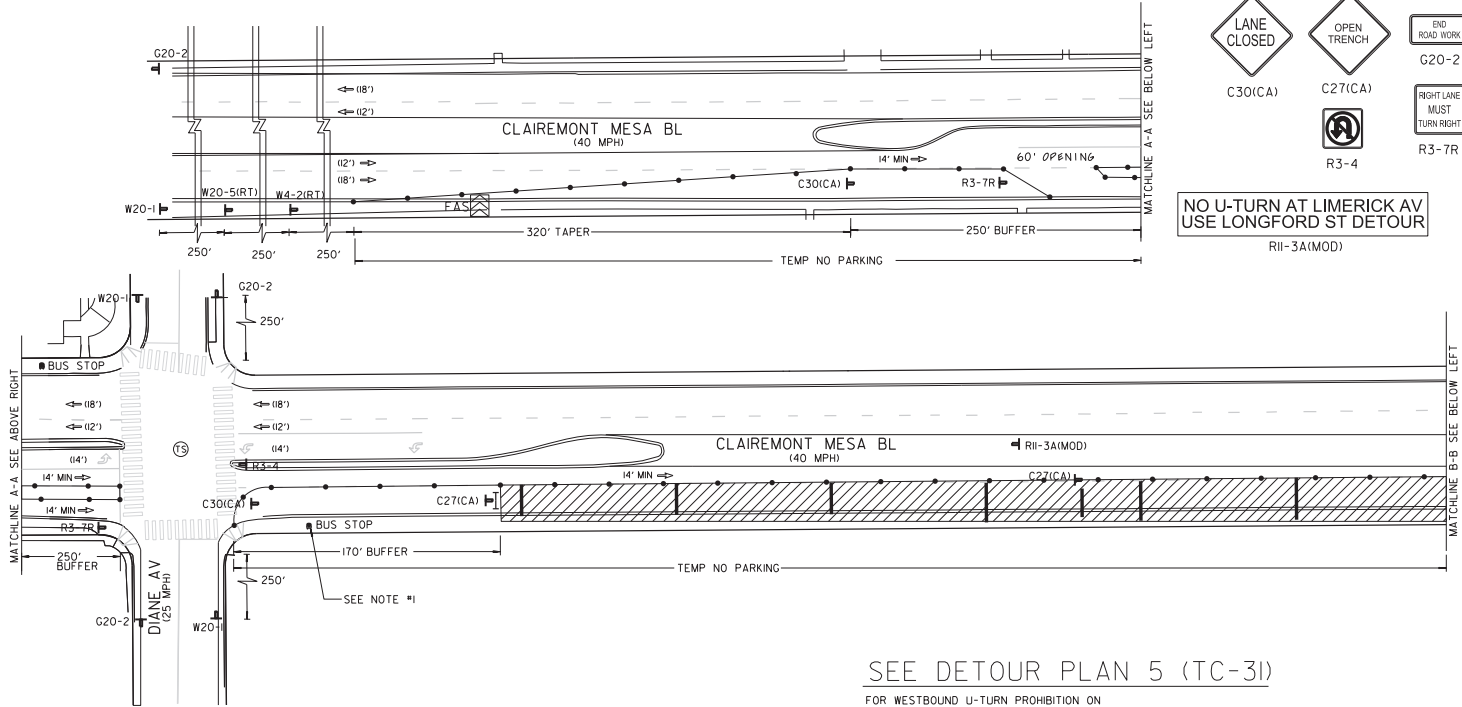 G20-2
(18')
(12')
CLAIREMONT MESA BL
(40 MPH)
(12')
(18')
14' MIN
60' OPENING
W20-5(RT)
W4-2(RT)
W20-1
FAS
C30(CA)
R3-7R
250'
250'
250'
320' TAPER
250' BUFFER
TEMP NO PARKING
MATCHLINE A-A SEE BELOW LEFT
LANE
CLOSED
C30(CA)
OPEN
TRENCH
C27(CA)
END
ROAD WORK
G20-2
R3-4
RIGHT LANE
MUST
TURN RIGHT
R3-7R
NO U-TURN AT LIMERICK AV
USE LONGFORD ST DETOUR
R11-3A(MOD)
W20-1
G20-2
250'
MATCHLINE A-A SEE ABOVE RIGHT
BUS STOP
(18')
(12')
(14')
14' MIN
14' MIN
R3-7R
250'
BUFFER
TS
(18')
(12')
(14')
R3-4
CLAIREMONT MESA BL
(40 MPH)
R11-3A(MOD)
14' MIN
C30(CA)
C27(CA)
C27(CA)
BUS STOP
170' BUFFER
TEMP NO PARKING
SEE NOTE #1
250'
G20-2
DIANE AV
(25 MPH)
W20-1
MATCHLINE B-B SEE BELOW LEFT
SEE DETOUR PLAN 5 (TC-31)
FOR WESTBOUND U-TURN PROHIBITION ON